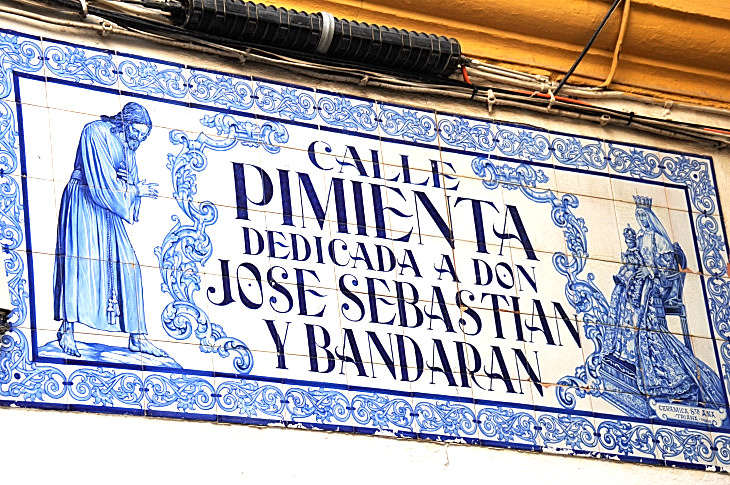 CALLE
PIMIENTA
DEDICADA A DON
JOSE SEBASTIAN
Y BANDARAN
CERAMICA Sta ANA
TRIANA